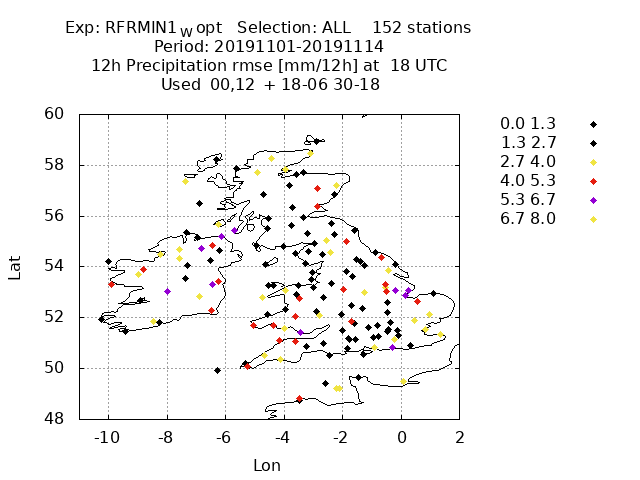 Exp: RFRMIN1_W opt   Selection: ALL    152 stations
Period: 20191101-20191114
12h Precipitation rmse [mm/12h] at  18 UTC
Used  00,12  + 18-06 30-18
60
58
56
54
52
50
48
-10 -8 -6 -4 -2 0 2
Lat
Lon
0.0 1.3
1.3 2.7
2.7 4.0
4.0 5.3
5.3 6.7
6.7 8.0